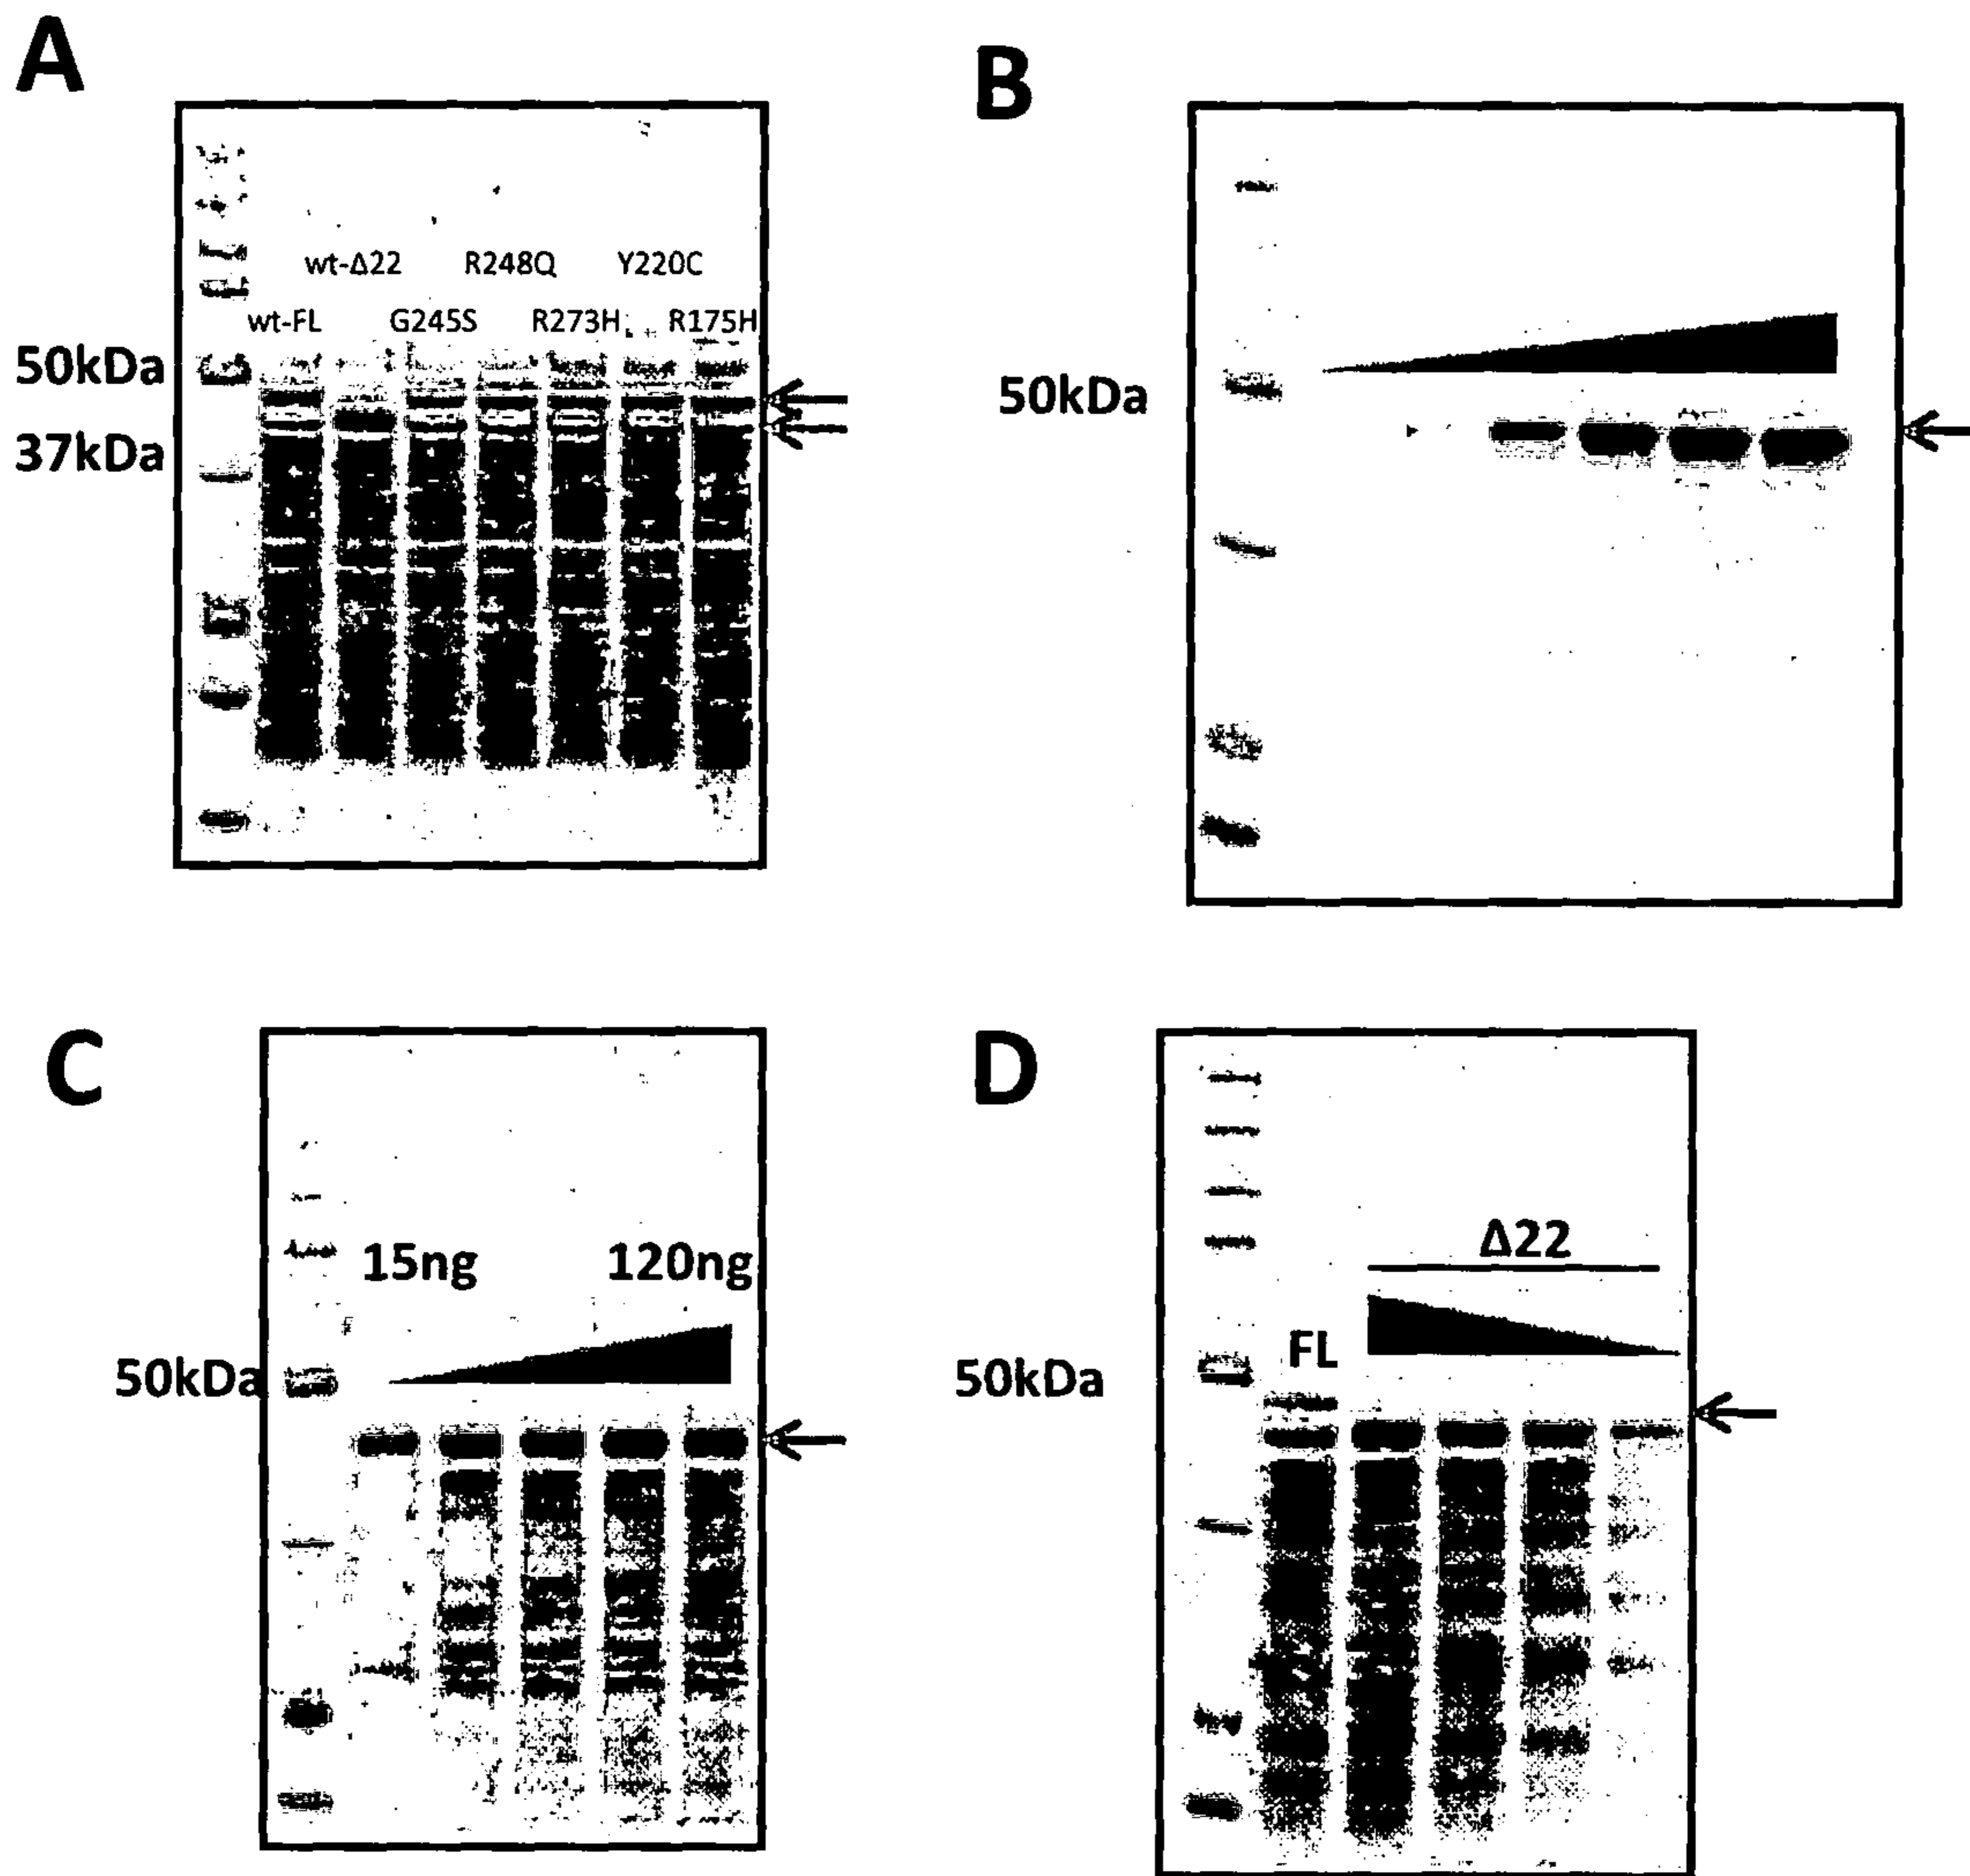 A
B
wt-Δ22 R248Q Y220C
wt-FL G245S R273H R175H
50kDa
37kDa
50kDa
C
D
15ng 120ng
50kDa
Δ22
FL
50kDa